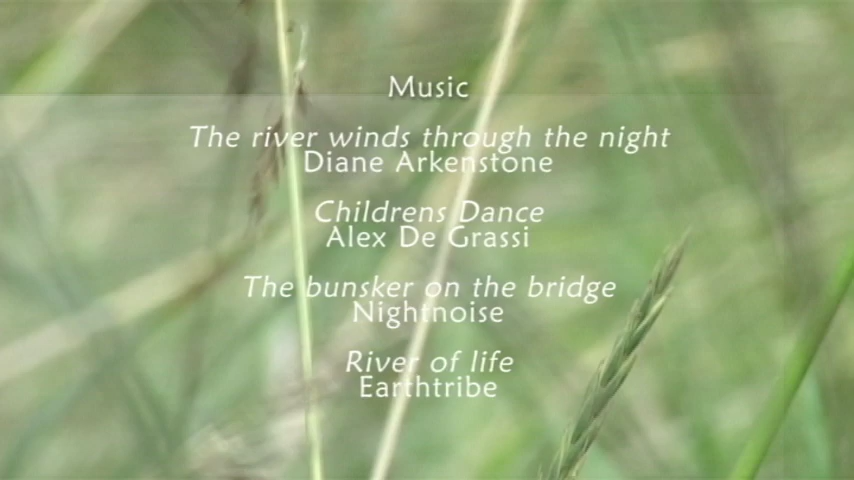 Music
The river winds through the night
Diane Arkenstone
Childrens Dance
Alex De Grassi
The bunsker on the bridge
Nightnoise
River of life
Earthtribe